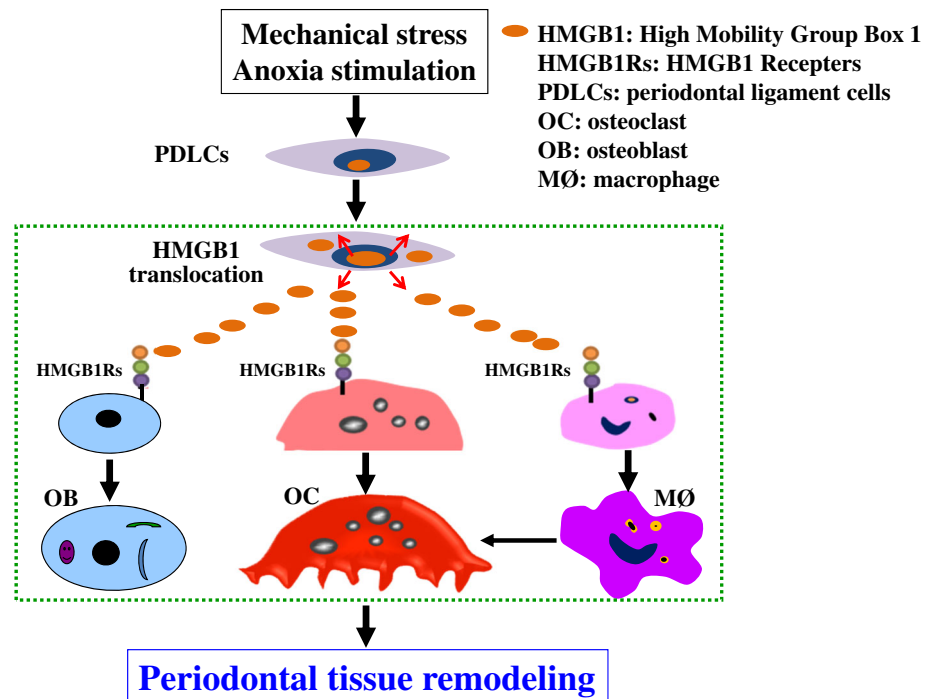 Mechanical stress
Anoxia stimulation
HMGB1: High Mobility Group Box 1
HMGB1Rs: HMGB1 Recepters
PDLCs: periodontal ligament cells
OC: osteoclast
OB: osteoblast
MØ: macrophage
PDLCs
HMGB1
translocation
HMGB1Rs
HMGB1Rs
HMGB1Rs
OB
OC
MØ
Periodontal tissue remodeling